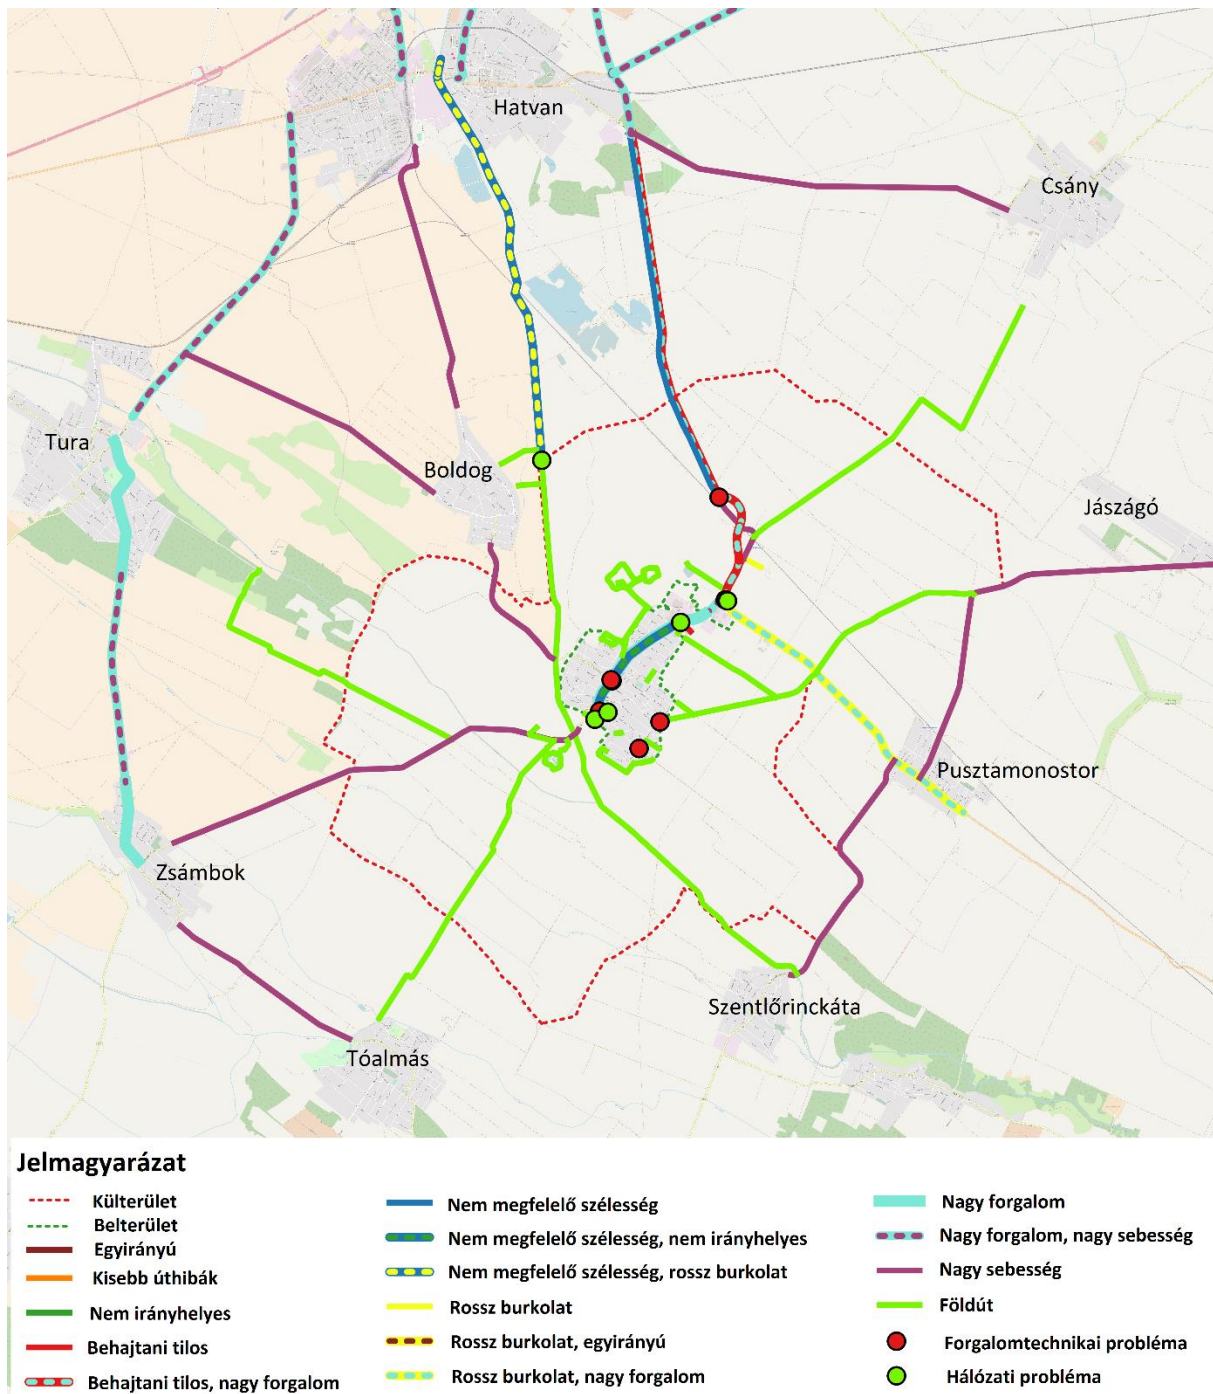 Hatvan
Csány
Tura
Boldog
Jászágó
Pusztamonostor
Zsámbok
Szentlőrinckáta
Tóalmás
Jelmagyarázat
Külterület
Belterület
Egyirányú
Kisebb úthibák
Nem irányhelyes
Behajtani tilos
Behajtani tilos, nagy forgalom
Nem megfelelő szélesség
Nem megfelelő szélesség, nem irányhelyes
Nem megfelelő szélesség, rossz burkolat
Rossz burkolat
Rossz burkolat, egyirányú
Rossz burkolat, nagy forgalom
Nagy forgalom
Nagy forgalom, nagy sebesség
Nagy sebesség
Földút
Forgalomtechnikai probléma
Hálózati probléma